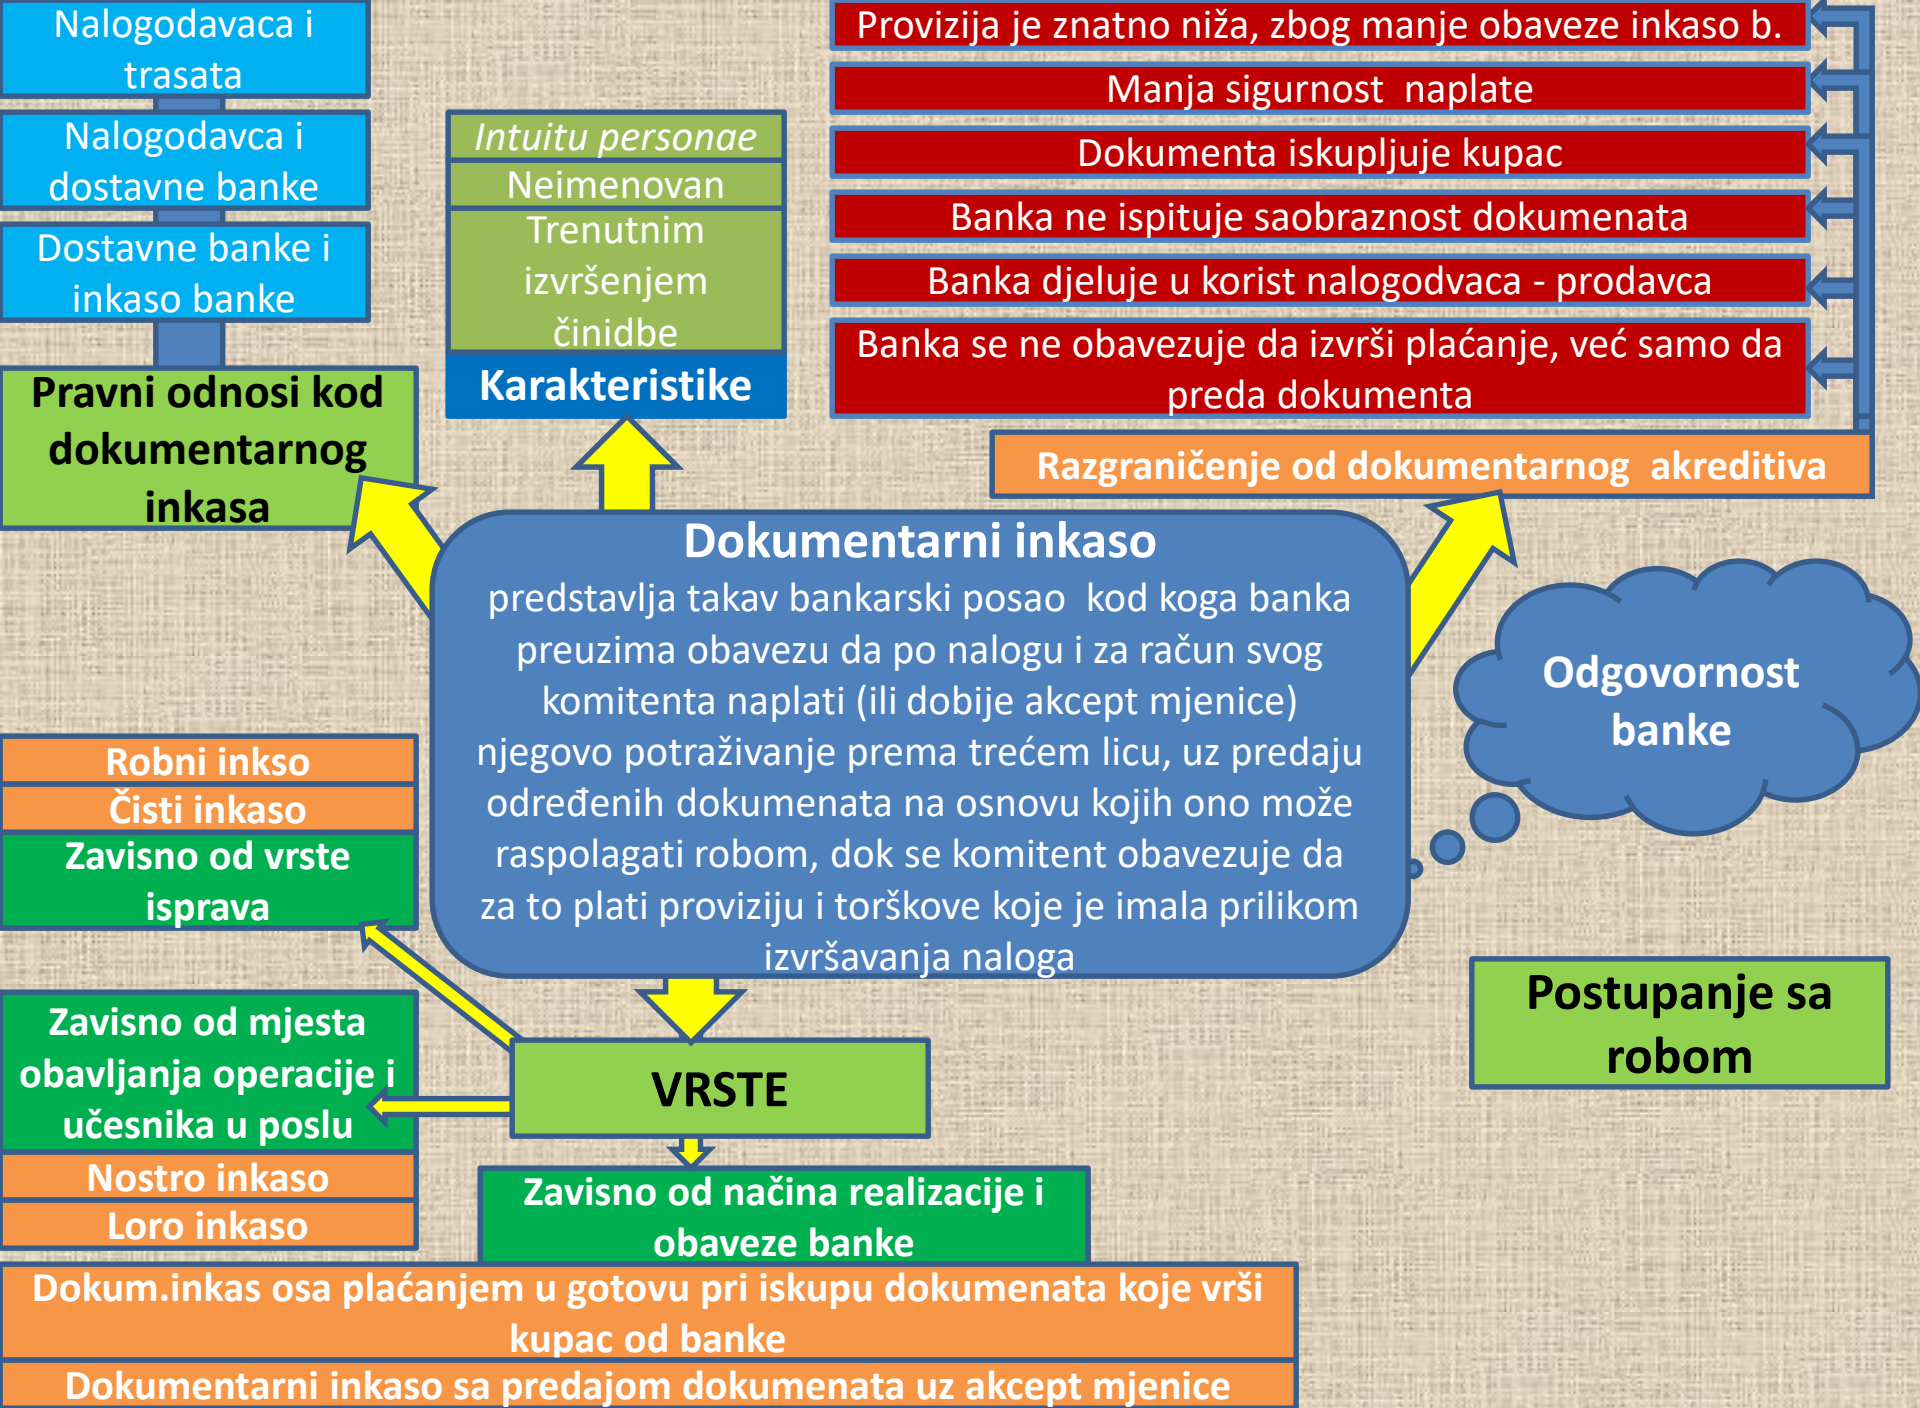 Nalogodavaca i
trasata
Nalogodavca i
dostavne banke
Dostavne banke i
inkaso banke
Pravni odnosi kod
dokumentarnog
inkasa
Intuitu personae
Neimenovan
Trenutnim
izvršenjem
činidbe
Karakteristike
Provizija je znatno niža, zbog manje obaveze inkaso b.
Manja sigurnost naplate
Dokumenta iskupljuje kupac
Banka ne ispituje saobraznost dokumenata
Banka djeluje u korist nalogodvaca - prodavca
Banka se ne obavezuje da izvrši plaćanje, već samo da
preda dokumenta
Razgraničenje od dokumentarnog akreditiva
Dokumentarni inkaso
predstavlja takav bankarski posao kod koga banka
preuzima obavezu da po nalogu i za račun svog
komitenta naplati (ili dobije akcept mjenice)
njegovo potraživanje prema trećem licu, uz predaju
određenih dokumenata na osnovu kojih ono može
raspolagati robom, dok se komitent obavezuje da
za to plati proviziju i torškove koje je imala prilikom
izvršavanja naloga
Odgovornost
banke
Robni inkso
Čisti inkaso
Zavisno od vrste
isprava
Zavisno od mjesta
obavljanja operacije i
učesnika u poslu
Nostro inkaso
Loro inkaso
VRSTE
Postupanje sa
robom
Zavisno od načina realizacije i
obaveze banke
Dokum.inkas osa plaćanjem u gotovu pri iskupu dokumenata koje vrši
kupac od banke
Dokumentarni inkaso sa predajom dokumenata uz akcept mjenice